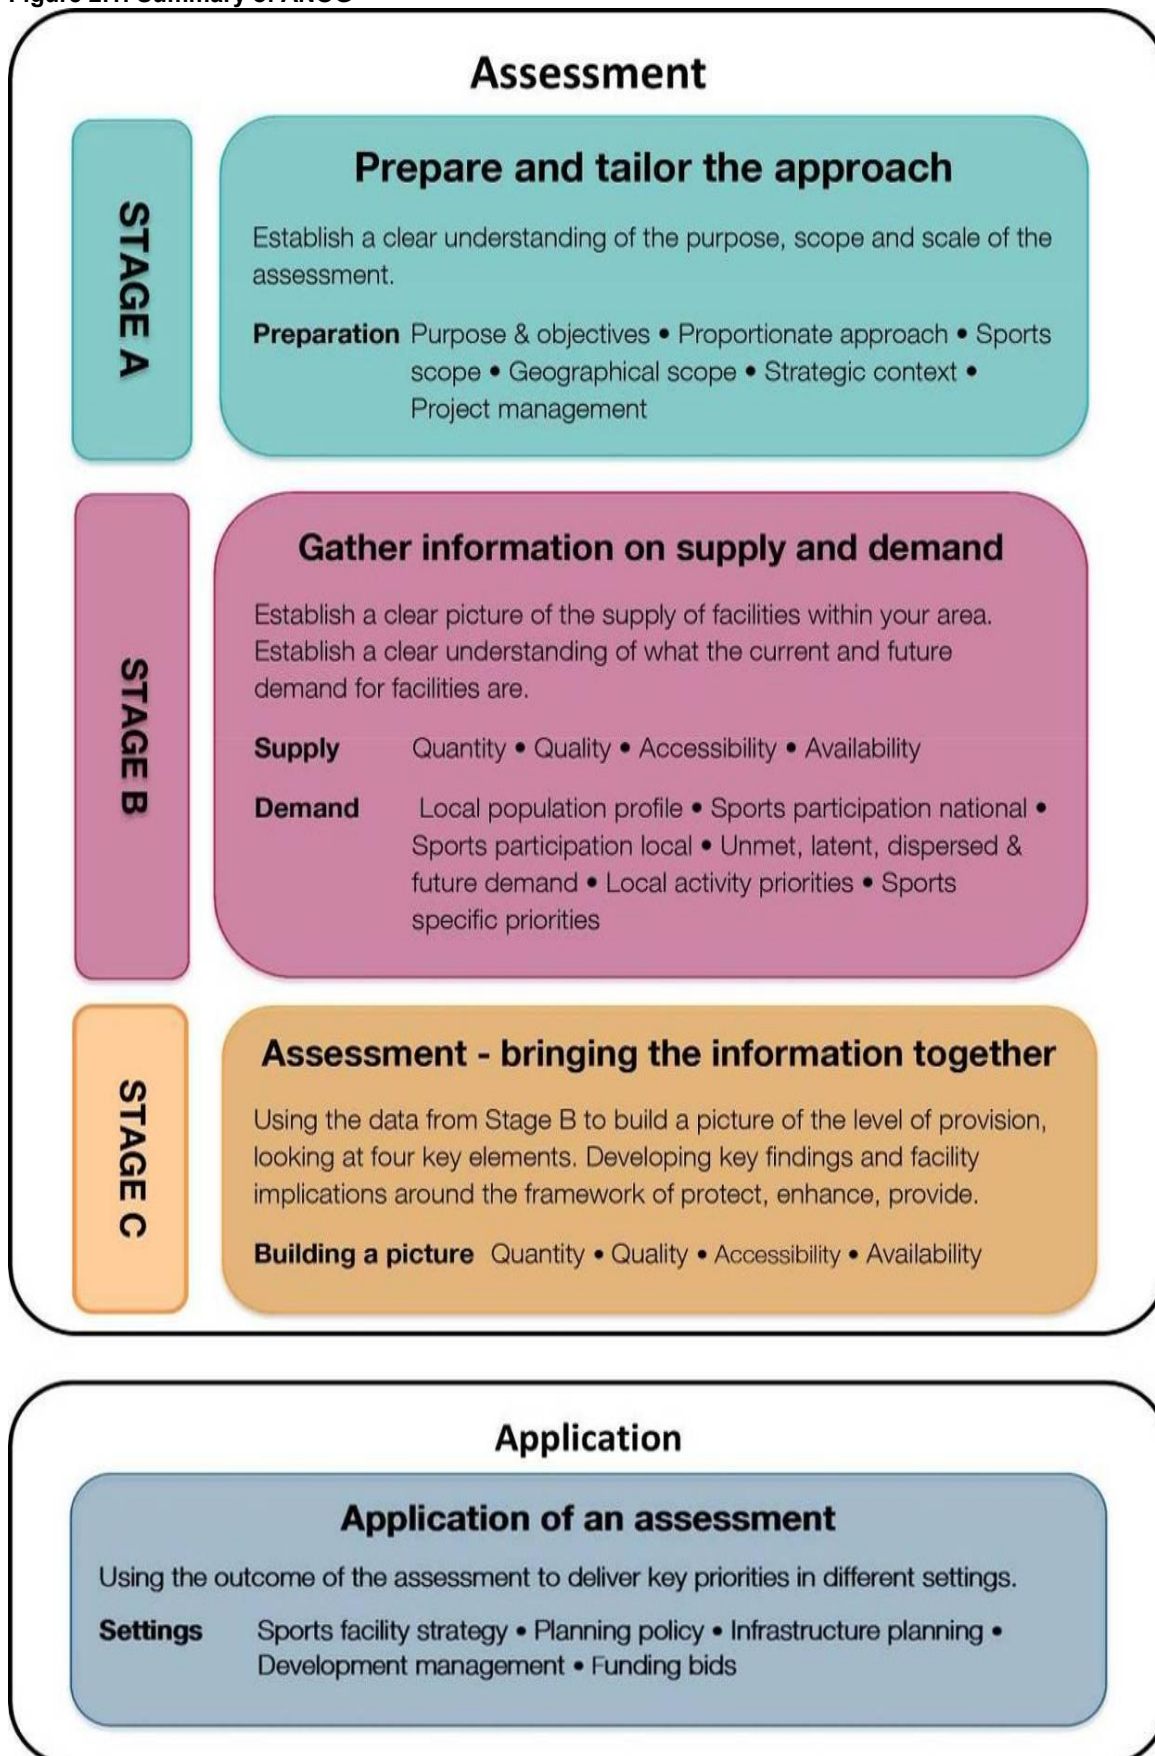 Figure 2.1: Summary of ANOG
Assessment
STAGE A
Prepare and tailor the approach
Establish a clear understanding of the purpose, scope and scale of the
assessment.
Preparation Purpose & objectives • Proportionate approach • Sports
scope • Geographical scope • Strategic context •
Project management
STAGE B
Gather information on supply and demand
Establish a clear picture of the supply of facilities within your area.
Establish a clear understanding of what the current and future
demand for facilities are.
Supply Quantity • Quality • Accessibility • Availability
Demand Local population profile • Sports participation national •
Sports participation local • Unmet, latent, dispersed &
future demand • Local activity priorities • Sports
specific priorities
STAGE C
Assessment - bringing the information together
Using the data from Stage B to build a picture of the level of provision,
looking at four key elements. Developing key findings and facility
implications around the framework of protect, enhance, provide.
Building a picture Quantity • Quality • Accessibility • Availability
Application
Application of an assessment
Using the outcome of the assessment to deliver key priorities in different settings.
Settings Sports facility strategy • Planning policy • Infrastructure planning •
Development management • Funding bids